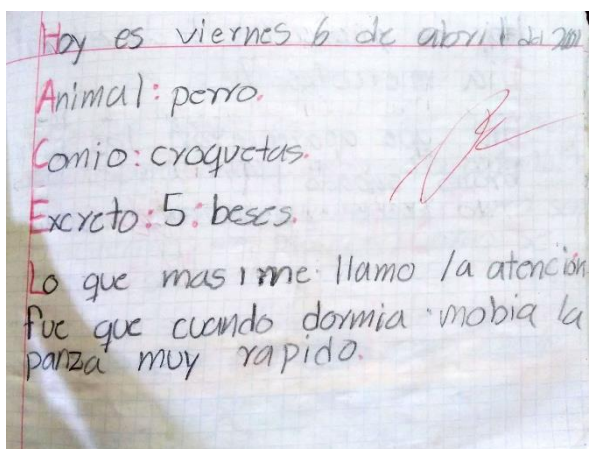 Hoy es viernes 6 de abril del
Animal: perro.
Comio: croquetas.
Excreto: 5: beses.
Lo que mas me llamo la atención
fue que cuando dormia mobia la
panza muy rapido.